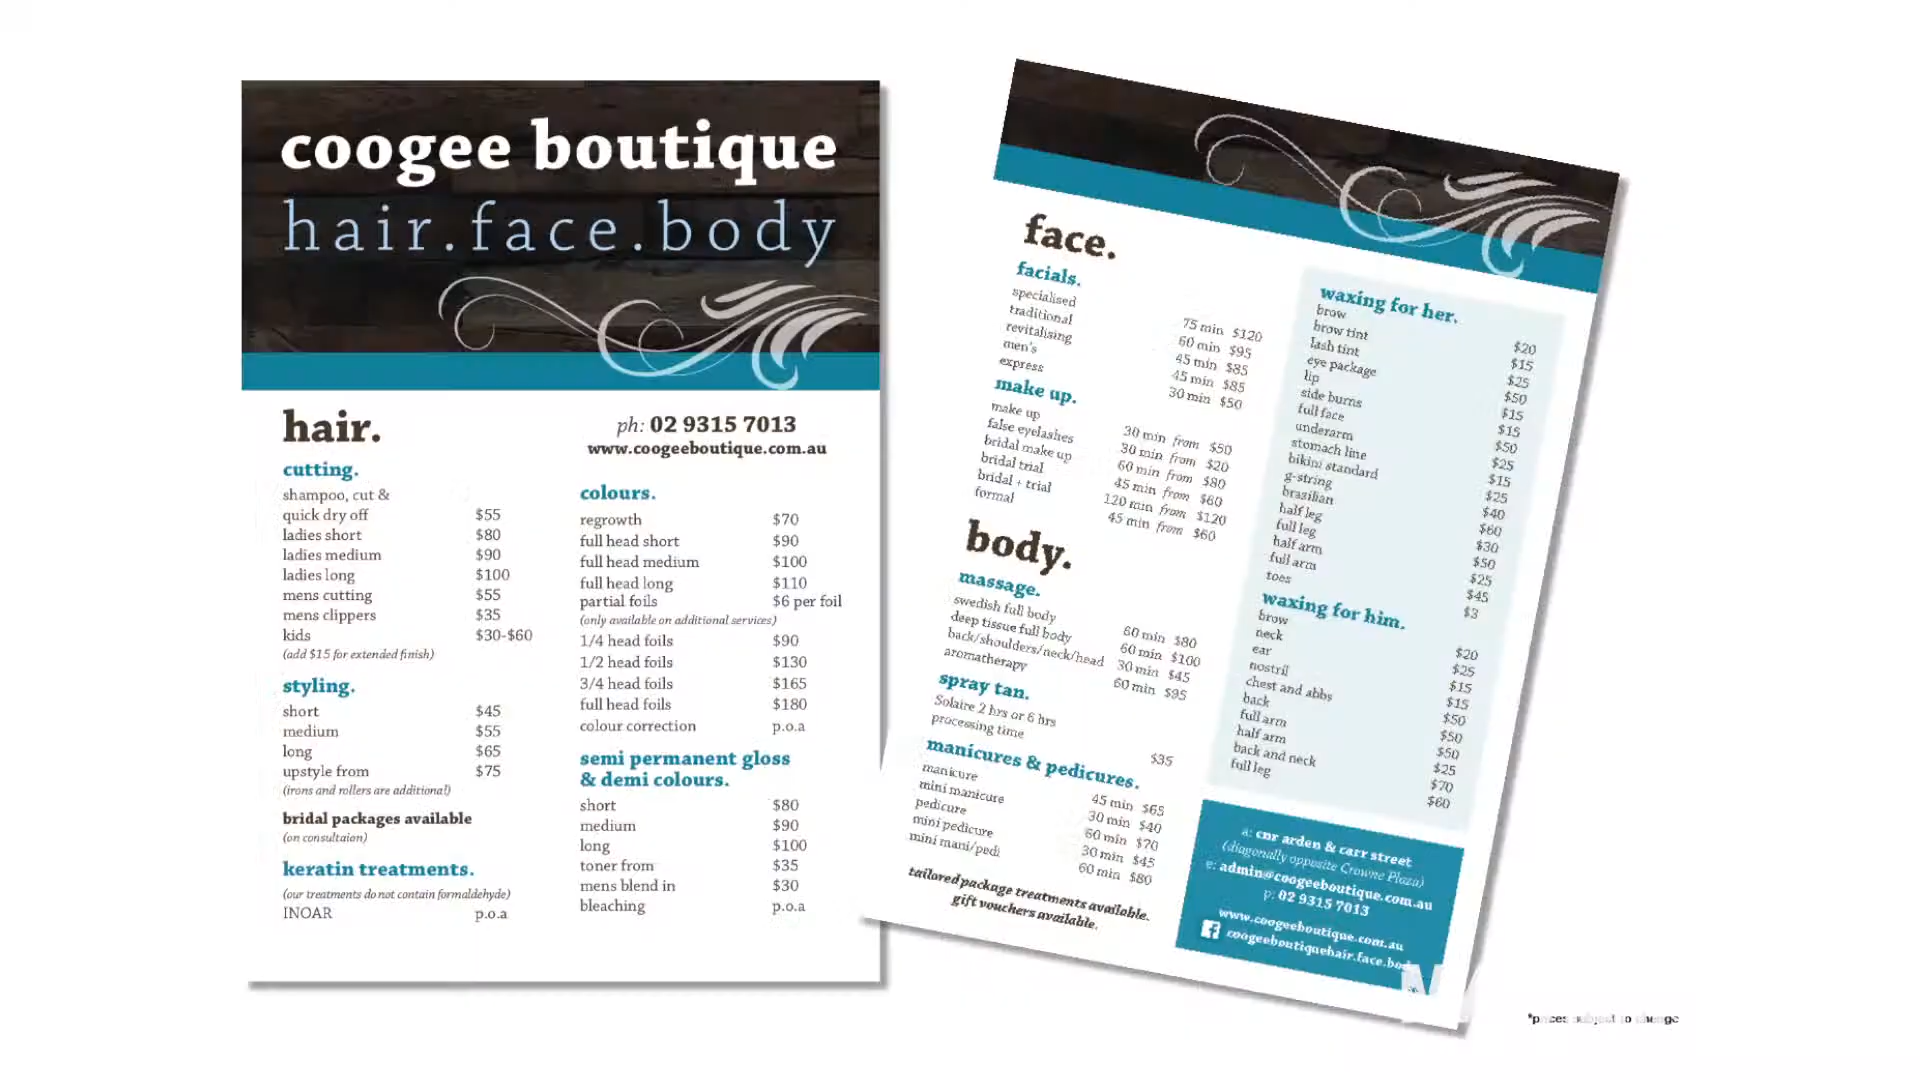 coogee boutique
hair.face.body
hair.
ph: 02 9315 7013
www.coogeeboutique.com.au
cutting.
shampoo, cut &
quick dry off $55
ladies short $80
ladies medium $90
ladies long $100
mens cutting $55
mens clippers $35
kids $30-$60
(add $15 for extended finish)
styling.
short $45
medium $55
long $65
upstyle from $75
(irons and rollers are additional)
bridal packages available
(on consultaion)
keratin treatments.
(our treatments do not contain formaldehyde)
INOAR p.o.a
colours.
regrowth $70
full head short $90
full head medium $100
full head long $110
partial foils $6 per foil
(only available on additional services)
1/4 head foils $90
1/2 head foils $130
3/4 head foils $165
full head foils $180
colour correction p.o.a
semi permanent gloss
& demi colours.
short $80
medium $90
long $100
toner from $35
mens blend in $30
bleaching p.o.a
face.
facials.
specialised 75 min $120
traditional 60 min $95
revitalising 45 min $85
men's 45 min $85
express 30 min $50
make up.
make up 30 min from $50
false eyelashes 30 min from $20
bridal make up 60 min from $80
bridal trial 45 min from $60
bridal + trial 120 min from $120
formal 45 min from $60
body.
massage.
swedish full body 60 min $80
deep tissue full body 60 min $100
back/shoulders/neck/head 30 min $45
aromatherapy 60 min $95
spray tan.
Solaire 2 hrs or 6 hrs
processing time $35
manicures & pedicures.
manicure 45 min $65
mini manicure 30 min $40
pedicure 60 min $70
mini pedicure 30 min $45
mini mani/pedi 60 min $80
tailored package treatments available.
gift vouchers available.
waxing for her.
brow $20
brow tint $15
lash tint $25
eye package $50
lip $15
side burns $15
full face $50
underarm $25
stomach line $15
bikini standard $25
g-string $40
brasilian $60
half leg $30
full leg $50
half arm $25
full arm $45
toes $3
waxing for him.
brow $20
neck $25
ear $15
nostril $15
chest and abbs $50
back $50
full arm $50
half arm $25
back and neck $70
full leg $60
a: cnr arden & carr street
(diagonally opposite Crowne Plaza)
e: admin@coogeeboutique.com.au
p: 02 9315 7013
www.coogeeboutique.com.au
coogeeboutiquehair.face.body
*prices subject to change